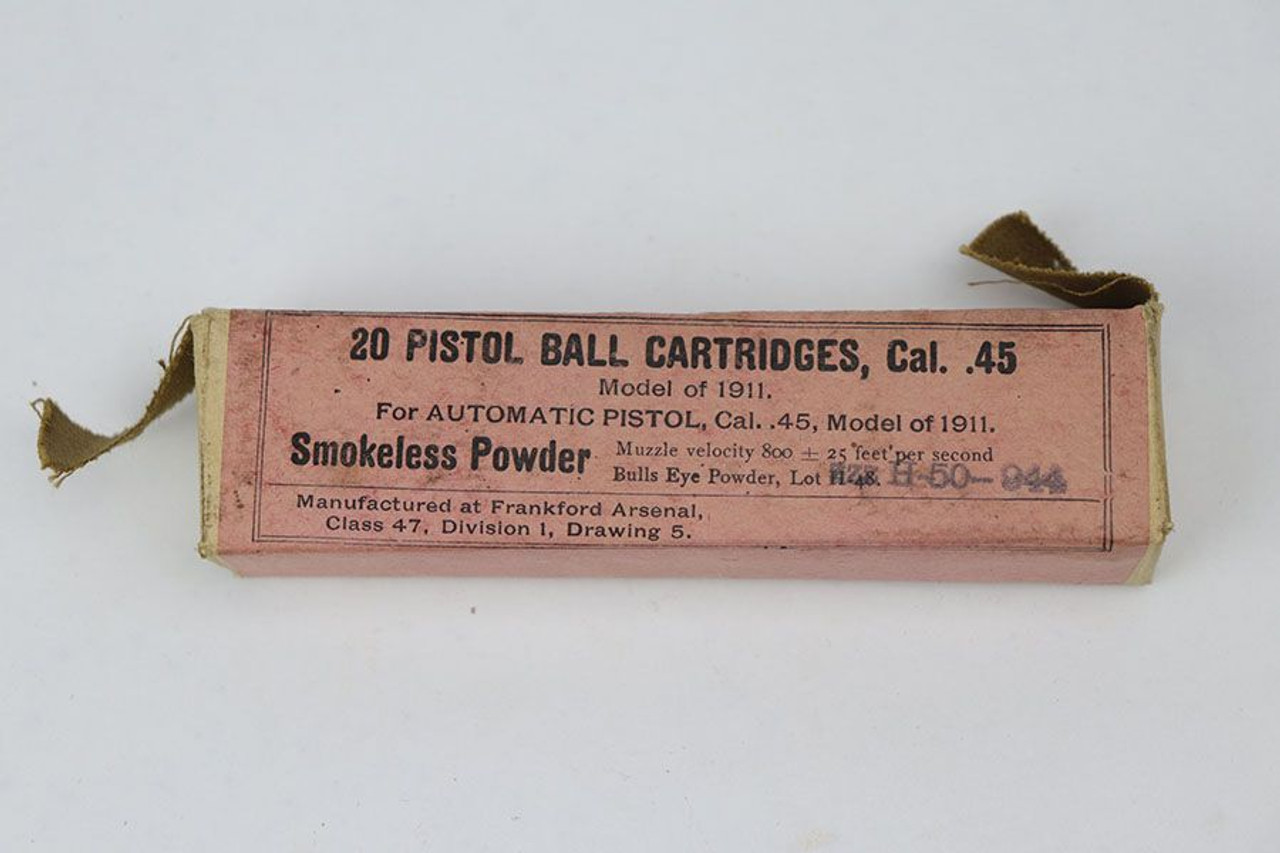 20 PISTOL BALL CARTRIDGES, Cal. .45
Model of 1911.
For AUTOMATIC PISTOL, Cal. .45, Model of 1911.
Smokeless Powder
Muzzle velocity 800 ± 25 feet per second
Bulls Eye Powder, Lot H-48. H-50-944
Manufactured at Frankford Arsenal,
Class 47, Division 1, Drawing 5.